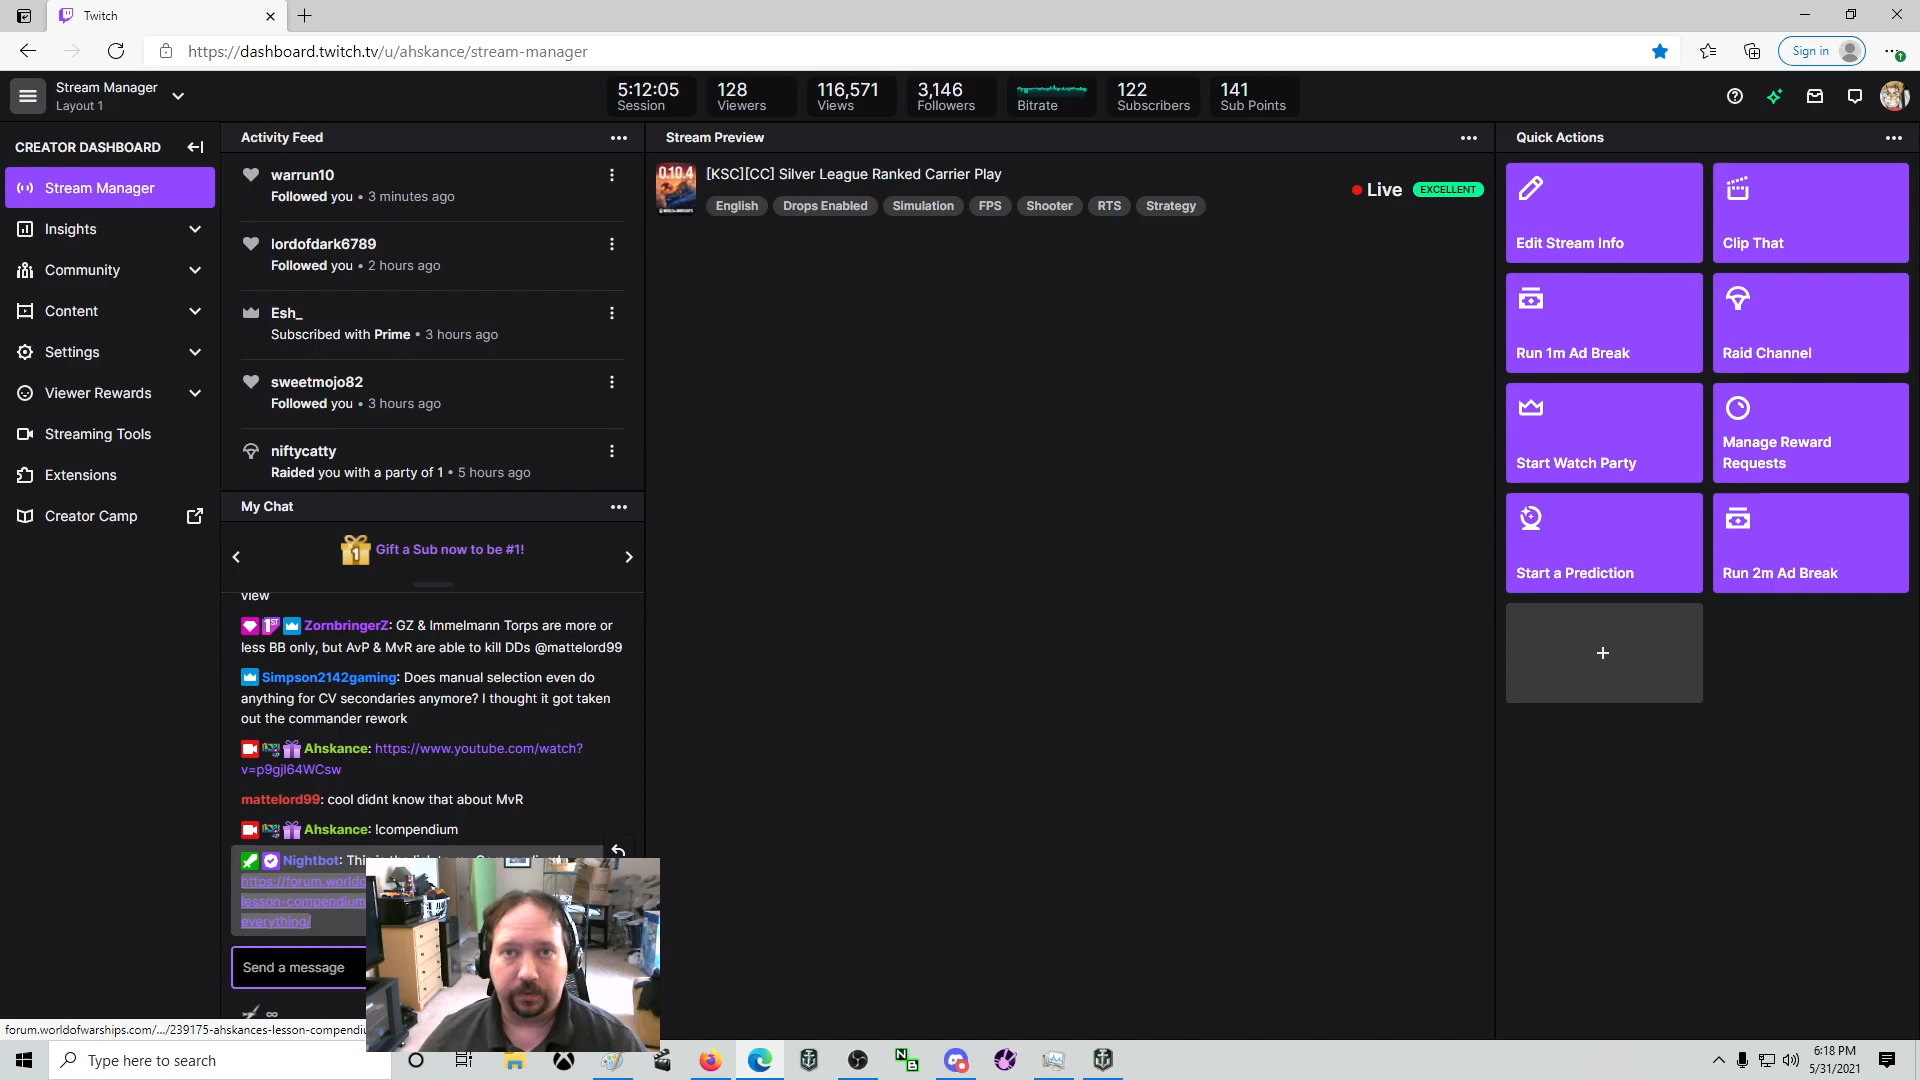 Twitch
https://dashboard.twitch.tv/u/ahskance/stream-manager
Sign in
Stream Manager
Layout 1
5:12:05
Session
128
Viewers
116,571
Views
3,146
Followers
Bitrate
122
Subscribers
141
Sub Points
CREATOR DASHBOARD
Stream Manager
Insights
Community
Content
Settings
Viewer Rewards
Streaming Tools
Extensions
Creator Camp
Activity Feed
warrun10
Followed you • 3 minutes ago
lordofdark6789
Followed you • 2 hours ago
Esh_
Subscribed with Prime • 3 hours ago
sweetmojo82
Followed you • 3 hours ago
niftycatty
Raided you with a party of 1 • 5 hours ago
My Chat
1
Gift a Sub now to be #1!
view
1ST ZornbringerZ: GZ & Immelmann Torps are more or
less BB only, but AvP & MvR are able to kill DDs @mattelord99
Simpson2142gaming: Does manual selection even do
anything for CV secondaries anymore? I thought it got taken
out the commander rework
Ahskance: https://www.youtube.com/watch?
v=p9gjl64WCsw
mattelord99: cool didnt know that about MvR
Ahskance: !compendium
Nightbot:
https://forum.worldo
lesson-compendium
everything/
Send a message
Stream Preview
0.10.4
[KSC][CC] Silver League Ranked Carrier Play
English
Drops Enabled
Simulation
FPS
Shooter
RTS
Strategy
Live
EXCELLENT
Quick Actions
Edit Stream Info
Clip That
Run 1m Ad Break
Raid Channel
Start Watch Party
Manage Reward
Requests
Start a Prediction
Run 2m Ad Break
+
forum.worldofwarships.com/.../239175-ahskances-lesson-compendiu
Type here to search
N
B
6:18 PM
5/31/2021